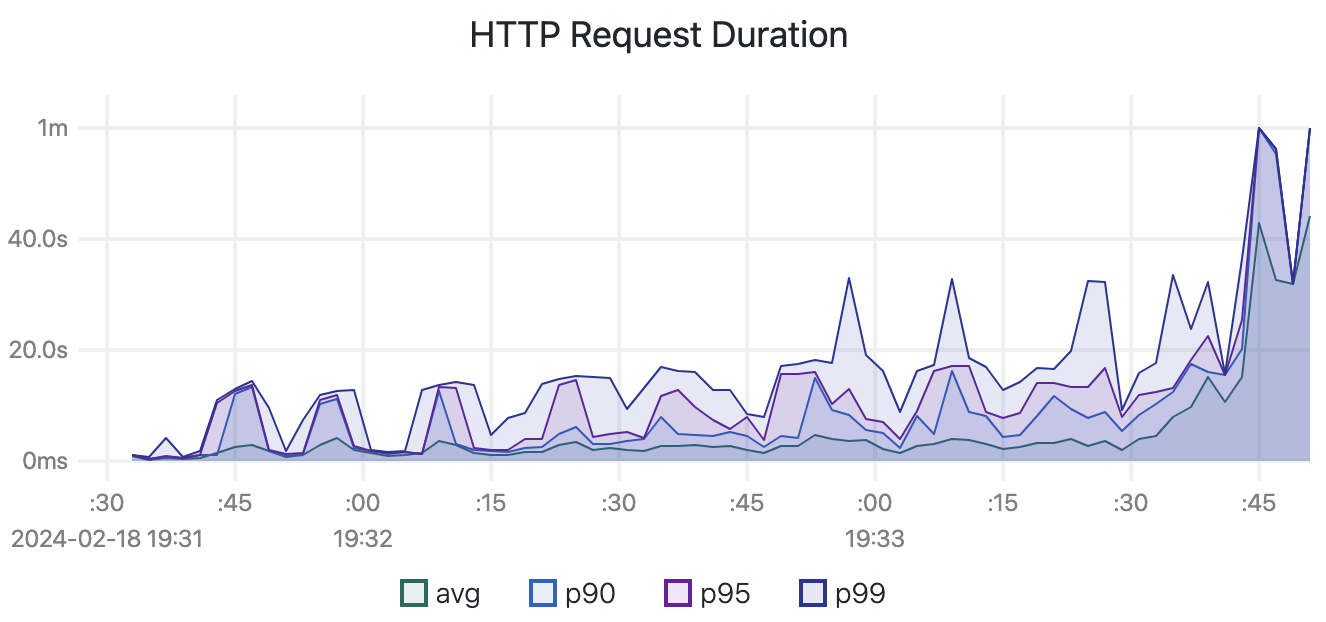 HTTP Request Duration
1m
40.0s
20.0s
0ms
:30 :45 :00 :15 :30 :45 :00 :15 :30 :45
2024-02-18 19:31 19:32 19:33
avg p90 p95 p99